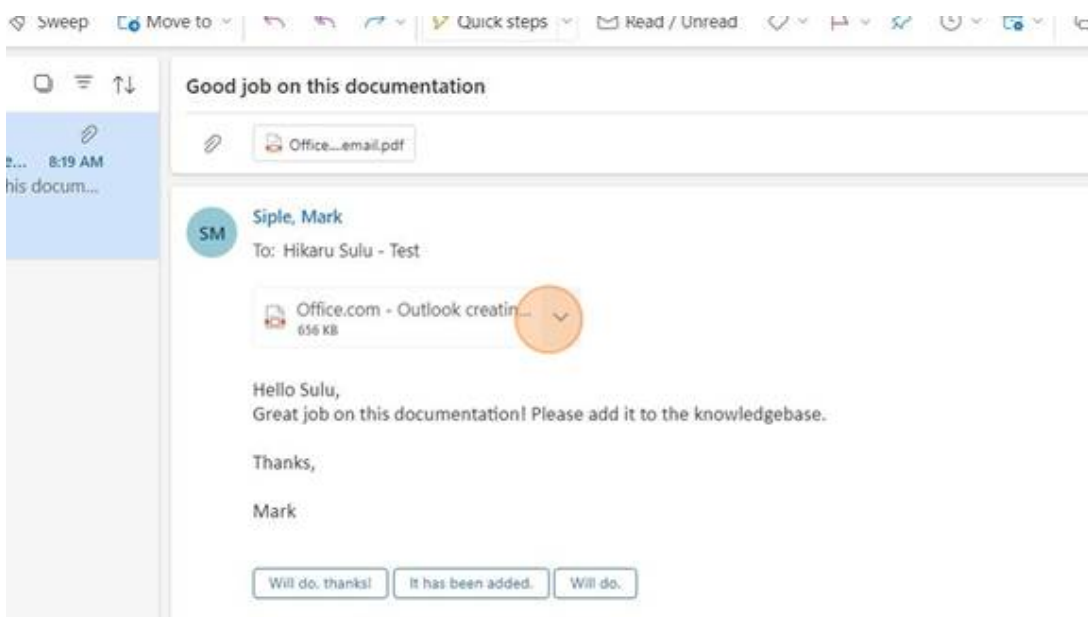 Sweep Move to Quick steps Read / Unread
Good job on this documentation
Office....email.pdf
e... 8:19 AM
his docum...
SM
Siple, Mark
To: Hikaru Sulu - Test
Office.com - Outlook creatin...
656 KB
Hello Sulu,
Great job on this documentation! Please add it to the knowledgebase.
Thanks,
Mark
Will do, thanks! It has been added. Will do.